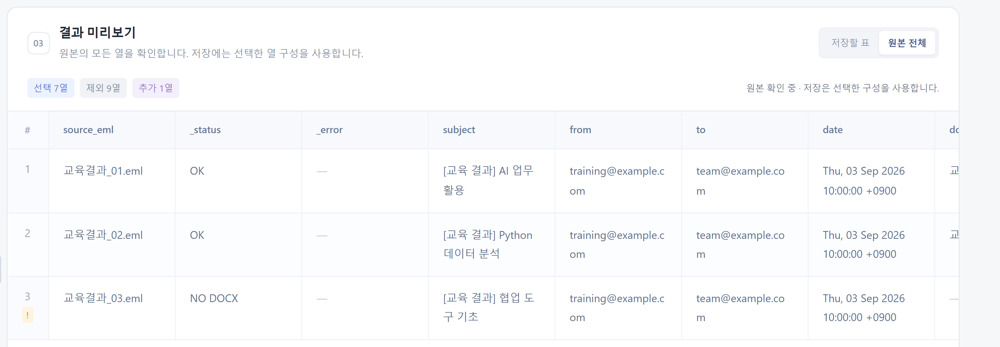 03
결과 미리보기
원본의 모든 열을 확인합니다. 저장에는 선택한 열 구성을 사용합니다.
저장할 표 원본 전체
선택 7열 제외 9열 추가 1열
원본 확인 중 · 저장은 선택한 구성을 사용합니다.
# source_eml _status _error subject from to date
1 교육결과_01.eml OK — [교육 결과] AI 업무 training@example.c team@example.co Thu, 03 Sep 2026 교
활용 om m 10:00:00 +0900
2 교육결과_02.eml OK — [교육 결과] Python training@example.c team@example.co Thu, 03 Sep 2026 교
데이터 분석 om m 10:00:00 +0900
3 교육결과_03.eml NO DOCX — [교육 결과] 협업 도 training@example.c team@example.co Thu, 03 Sep 2026 —
! 구 기초 om m 10:00:00 +0900